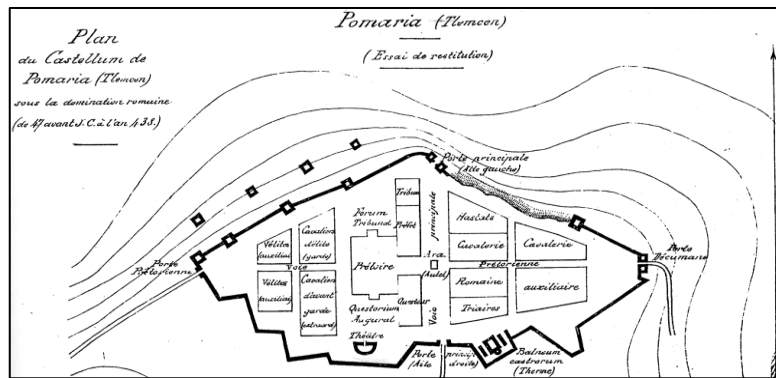 Plan
du Castellum de
Pomaria (Tlemcen)
sous la domination romaine
(de 47 avant J.C. à l'an 438)
Pomaria (Tlemcen)
(Essai de restitution)
Porte principale
(Aile gauche)
Porte
Prétorienne
Vélites
(auxiliai)
Cavalerie
d'élite
(garde)
Forum
Tribunal
Tribun
Préfet
principale
Hastati
Cavalerie
Cavalerie
Porte
Décumane
Voie
Prétoire
Ara
(Autel)
Prétorienne
Vélites
(auxiliai)
Cavalerie
d'avant
garde
(extraord)
Questeur
Romaine
auxiliaire
Triaires
Questorium
Augural
Voie
Théâtre
Porte
(Aile
principale
droite)
Balneum
castrorum
(Therme)